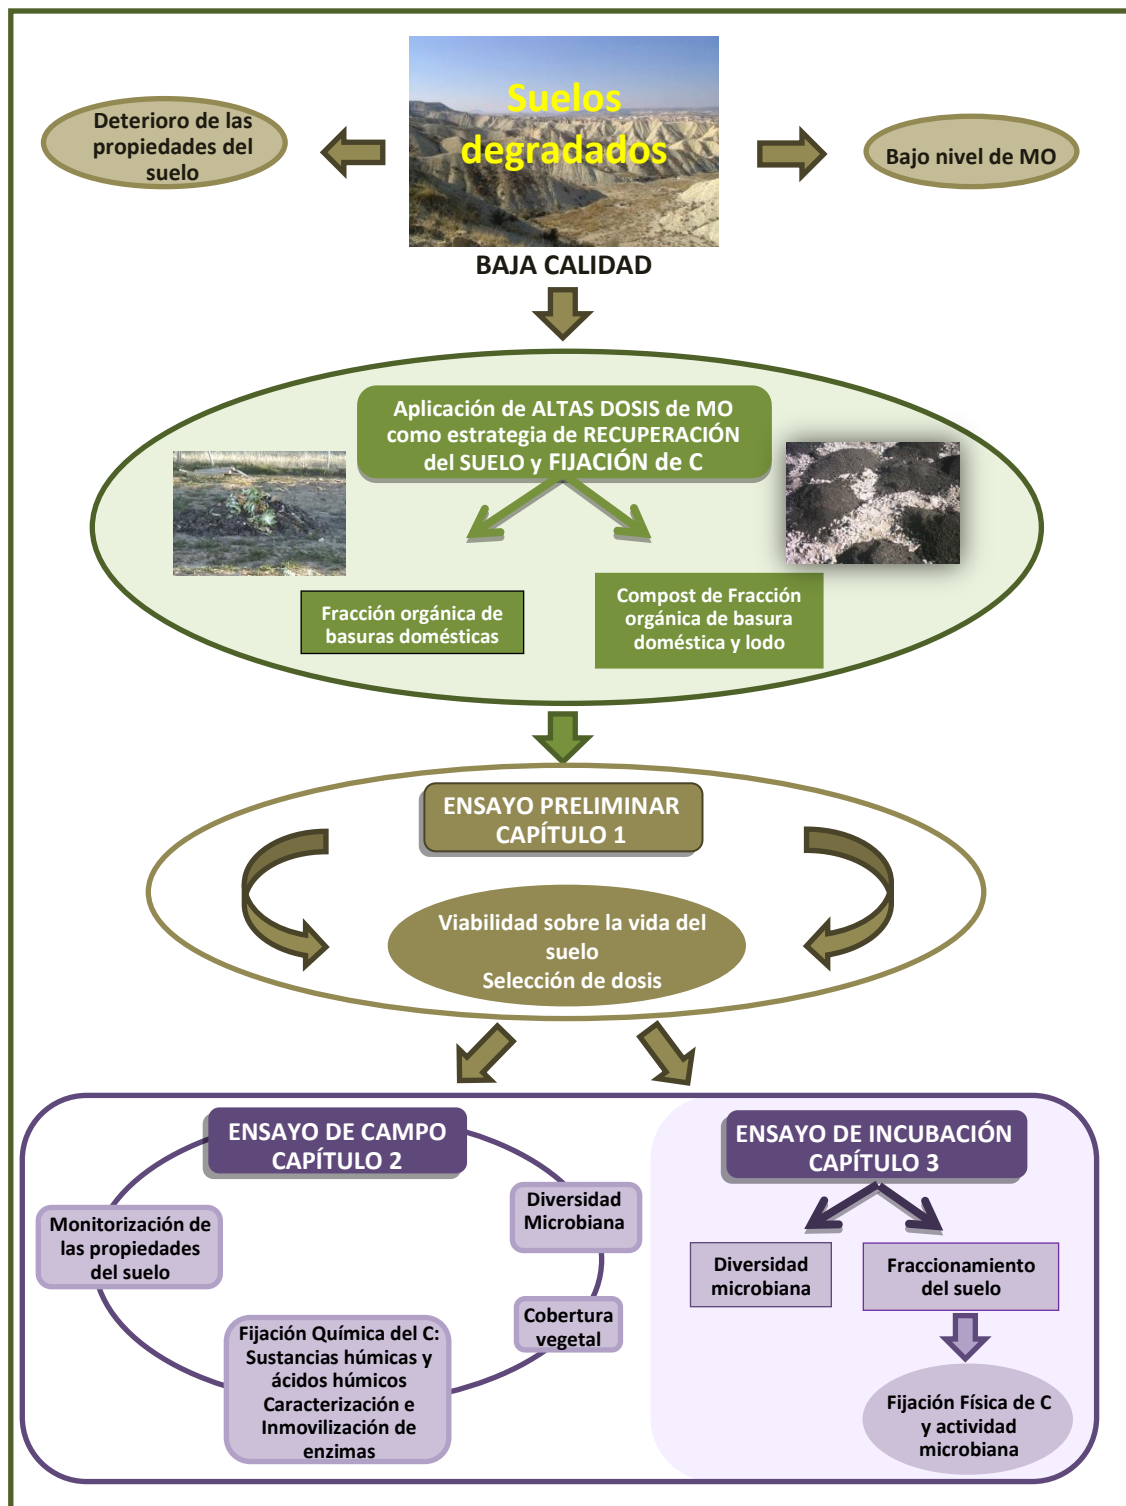 Suelos
degradados
Deterioro de las
propiedades del
suelo
Bajo nivel de MO
BAJA CALIDAD
Aplicación de ALTAS DOSIS de MO
como estrategia de RECUPERACIÓN
del SUELO y FIJACIÓN de C
Fracción orgánica de
basuras domésticas
Compost de Fracción
orgánica de basura
doméstica y lodo
ENSAYO PRELIMINAR
CAPÍTULO 1
Viabilidad sobre la vida del
suelo
Selección de dosis
ENSAYO DE CAMPO
CAPÍTULO 2
Monitorización de
las propiedades
del suelo
Diversidad
Microbiana
Cobertura
vegetal
Fijación Química del C:
Sustancias húmicas y
ácidos húmicos
Caracterización e
Inmovilización de
enzimas
ENSAYO DE INCUBACIÓN
CAPÍTULO 3
Diversidad
microbiana
Fraccionamiento
del suelo
Fijación Física de C
y actividad
microbiana